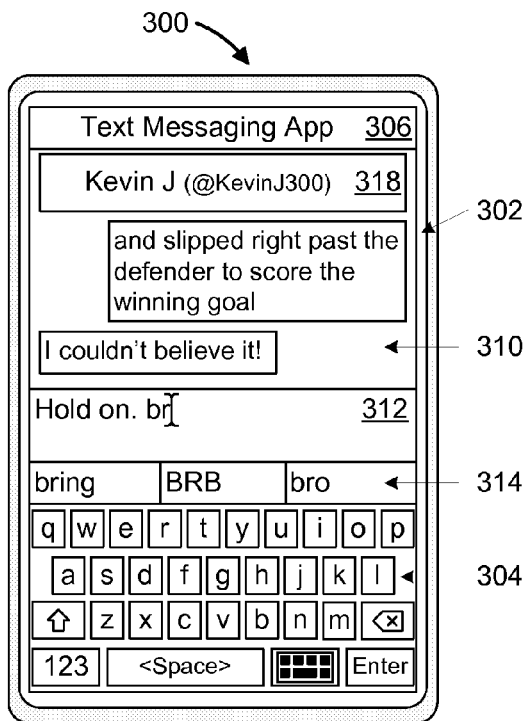 300
Text Messaging App 306
Kevin J (@KevinJ300) 318
302
and slipped right past the
defender to score the
winning goal
I couldn't believe it!
310
Hold on. br
312
bring BRB bro
314
q w e r t y u i o p
a s d f g h j k l
304
z x c v b n m
123 <Space> Enter